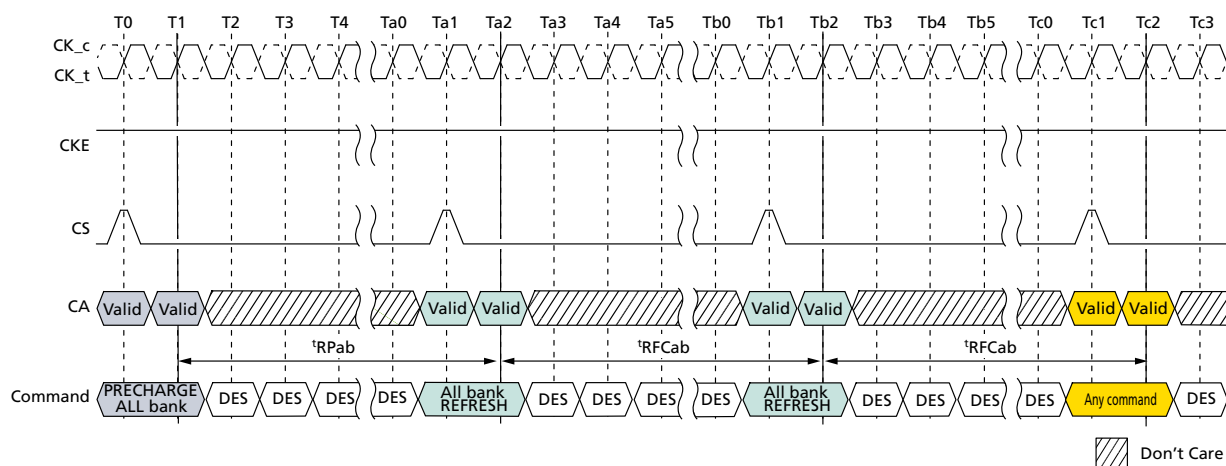 T0 T1 T2 T3 T4 Ta0 Ta1 Ta2 Ta3 Ta4 Ta5 Tb0 Tb1 Tb2 Tb3 Tb4 Tb5 Tc0 Tc1 Tc2 Tc3
CK_c
CK_t
CKE
CS
CA Valid Valid Valid Valid Valid Valid Valid Valid
tRPab tRFCab tRFCab
Command PRECHARGE ALL bank DES DES DES DES All bank REFRESH DES DES DES DES All bank REFRESH DES DES DES DES Any command DES
Don't Care